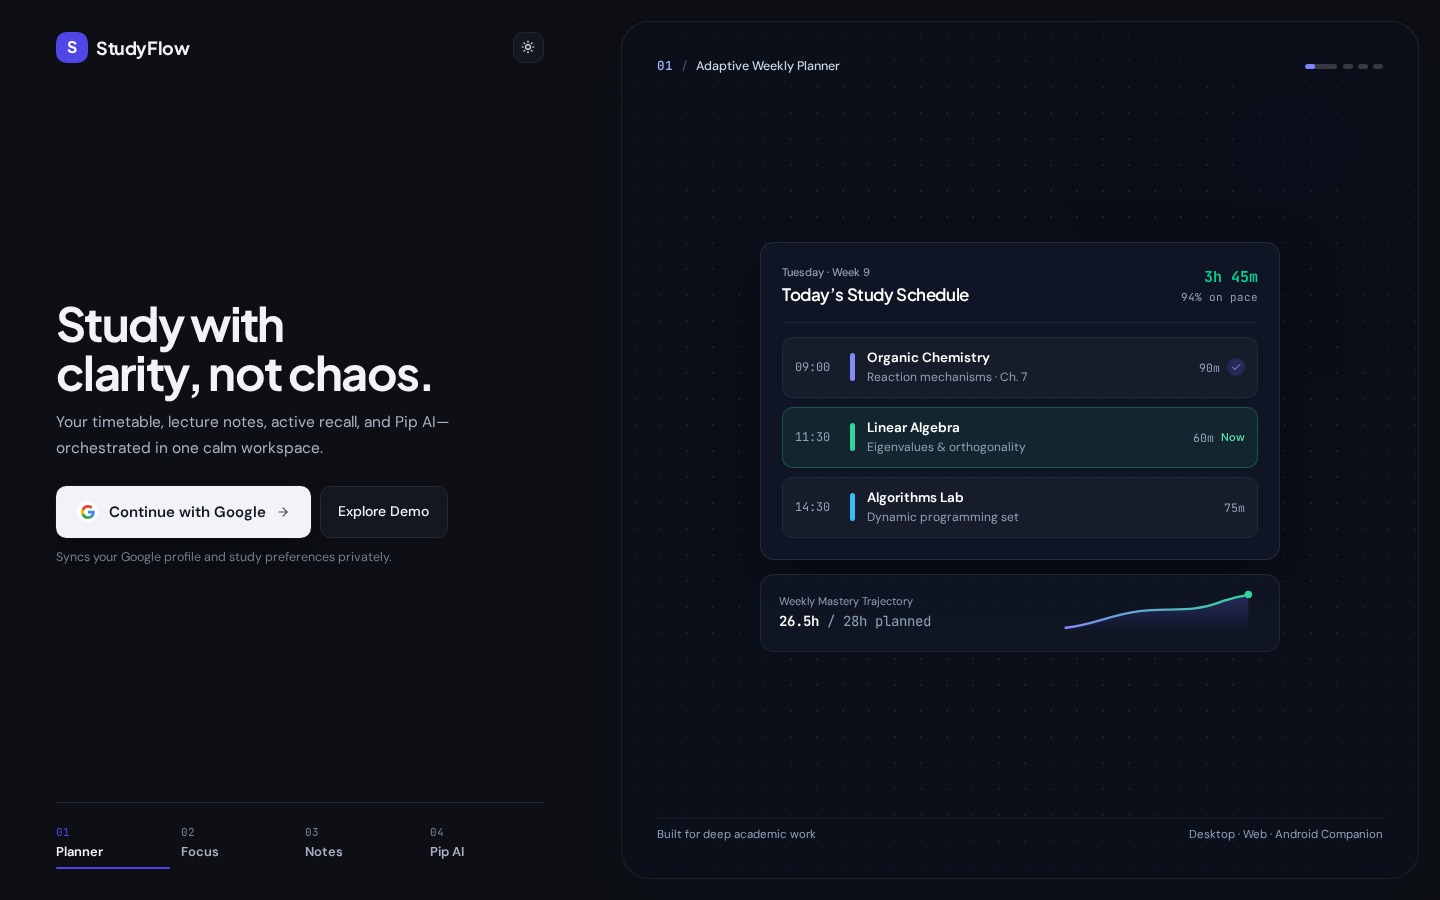 S StudyFlow
Study with
clarity, not chaos.
Your timetable, lecture notes, active recall, and Pip AI—
orchestrated in one calm workspace.
Continue with Google → Explore Demo
Syncs your Google profile and study preferences privately.
01 02 03 04
Planner Focus Notes Pip AI
01 / Adaptive Weekly Planner
Tuesday · Week 9
Today’s Study Schedule
3h 45m
94% on pace
09:00 Organic Chemistry 90m
Reaction mechanisms · Ch. 7
11:30 Linear Algebra 60m Now
Eigenvalues & orthogonality
14:30 Algorithms Lab 75m
Dynamic programming set
Weekly Mastery Trajectory
26.5h / 28h planned
Built for deep academic work Desktop · Web · Android Companion